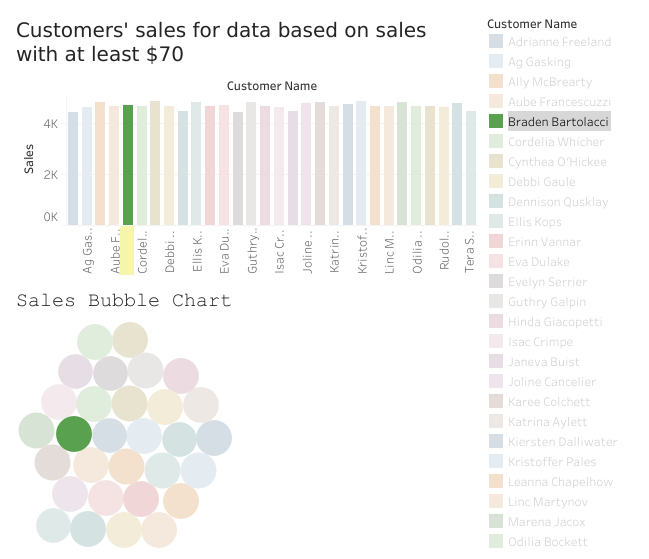 Customers' sales for data based on sales
with at least $70
Customer Name
Sales
4K
2K
0K
Ag Gas..
Aube F..
Cordel..
Debbi ..
Ellis K..
Eva Du..
Guthry..
Isac Cr..
Joline ..
Katrin..
Kristof..
Linc M..
Odilia ..
Rudol..
Tera S..
Sales Bubble Chart
Customer Name
Adrianne Freeland
Ag Gasking
Ally McBrearty
Aube Francescuzzi
Braden Bartolacci
Cordelia Whicher
Cynthea O'Hickee
Debbi Gaule
Dennison Qusklay
Ellis Kops
Erinn Vannar
Eva Dulake
Evelyn Serrier
Guthry Galpin
Hinda Giacopetti
Isac Crimpe
Janeva Buist
Joline Cancelier
Karee Colchett
Katrina Aylett
Kiersten Dalliwater
Kristoffer Pales
Leanna Chapelhow
Linc Martynov
Marena Jacox
Odilia Bockett